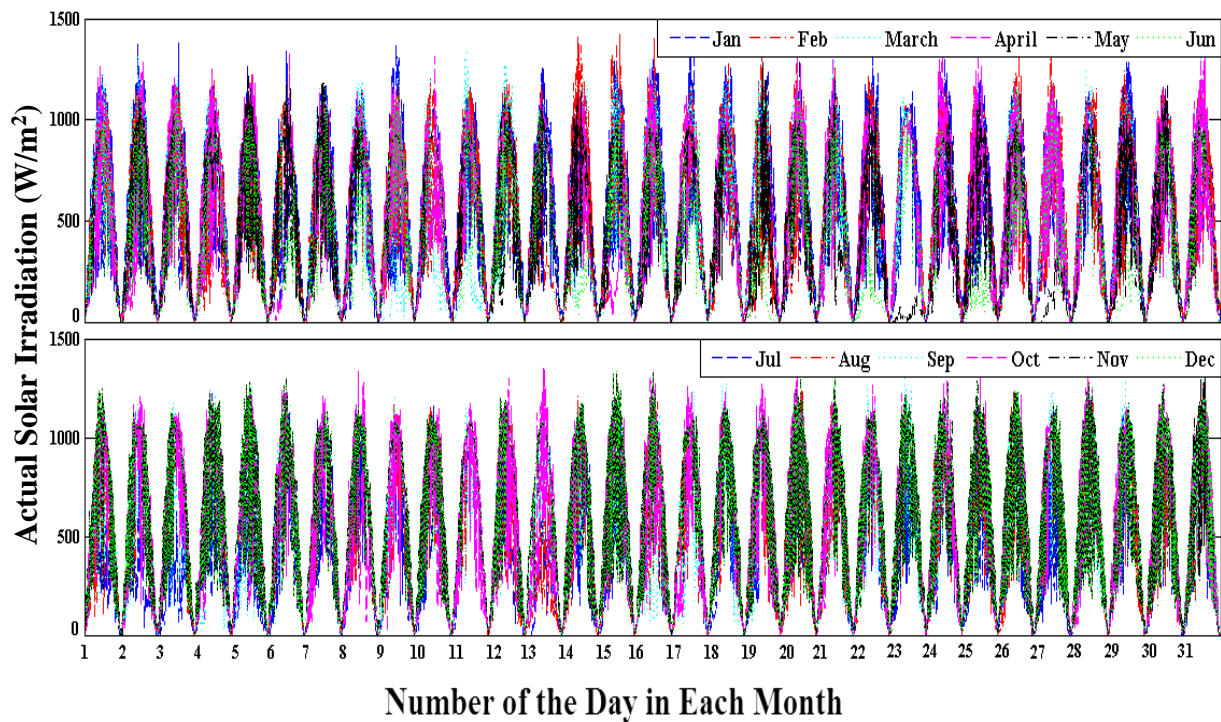 Actual Solar Irradiation (W/m²)
1500
1000
500
0
Jan Feb March April May Jun
1500
1000
500
0
Jul Aug Sep Oct Nov Dec
1 2 3 4 5 6 7 8 9 10 11 12 13 14 15 16 17 18 19 20 21 22 23 24 25 26 27 28 29 30 31
Number of the Day in Each Month